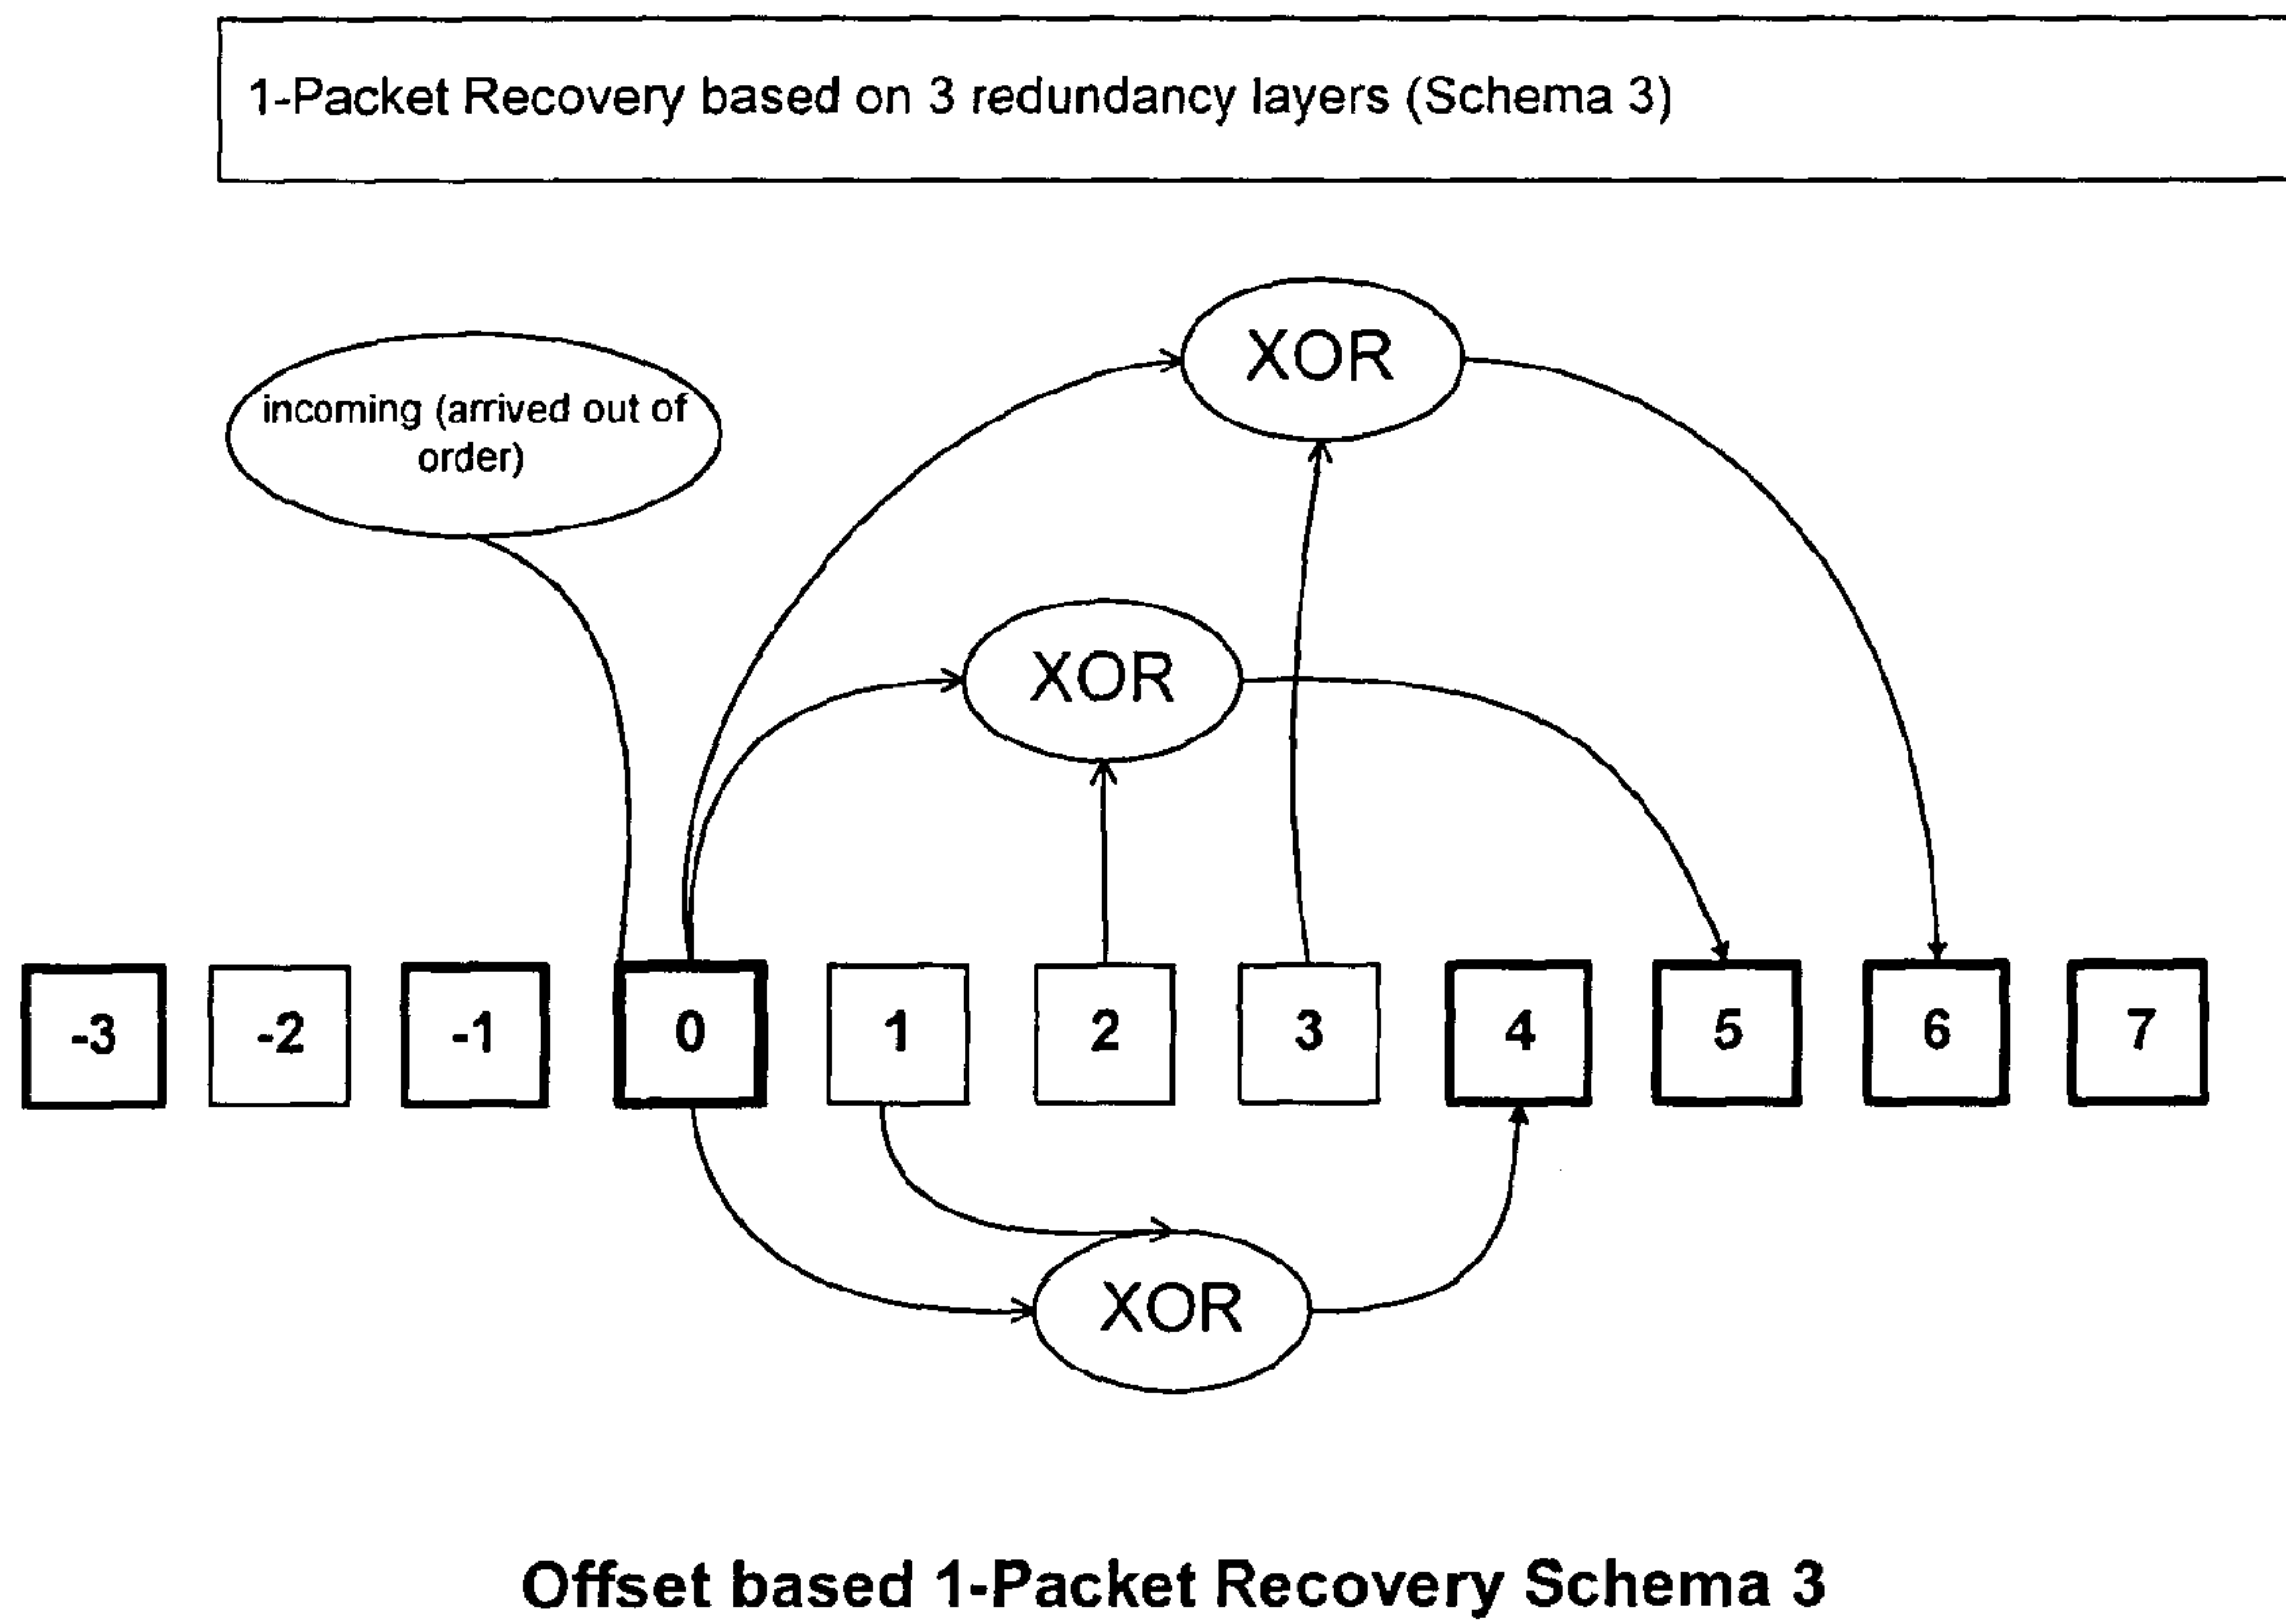 1-Packet Recovery based on 3 redundancy layers (Schema 3)
XOR
incoming (arrived out of
order)
XOR
-3 -2 -1 0 1 2 3 4 5 6 7
XOR
Offset based 1-Packet Recovery Schema 3